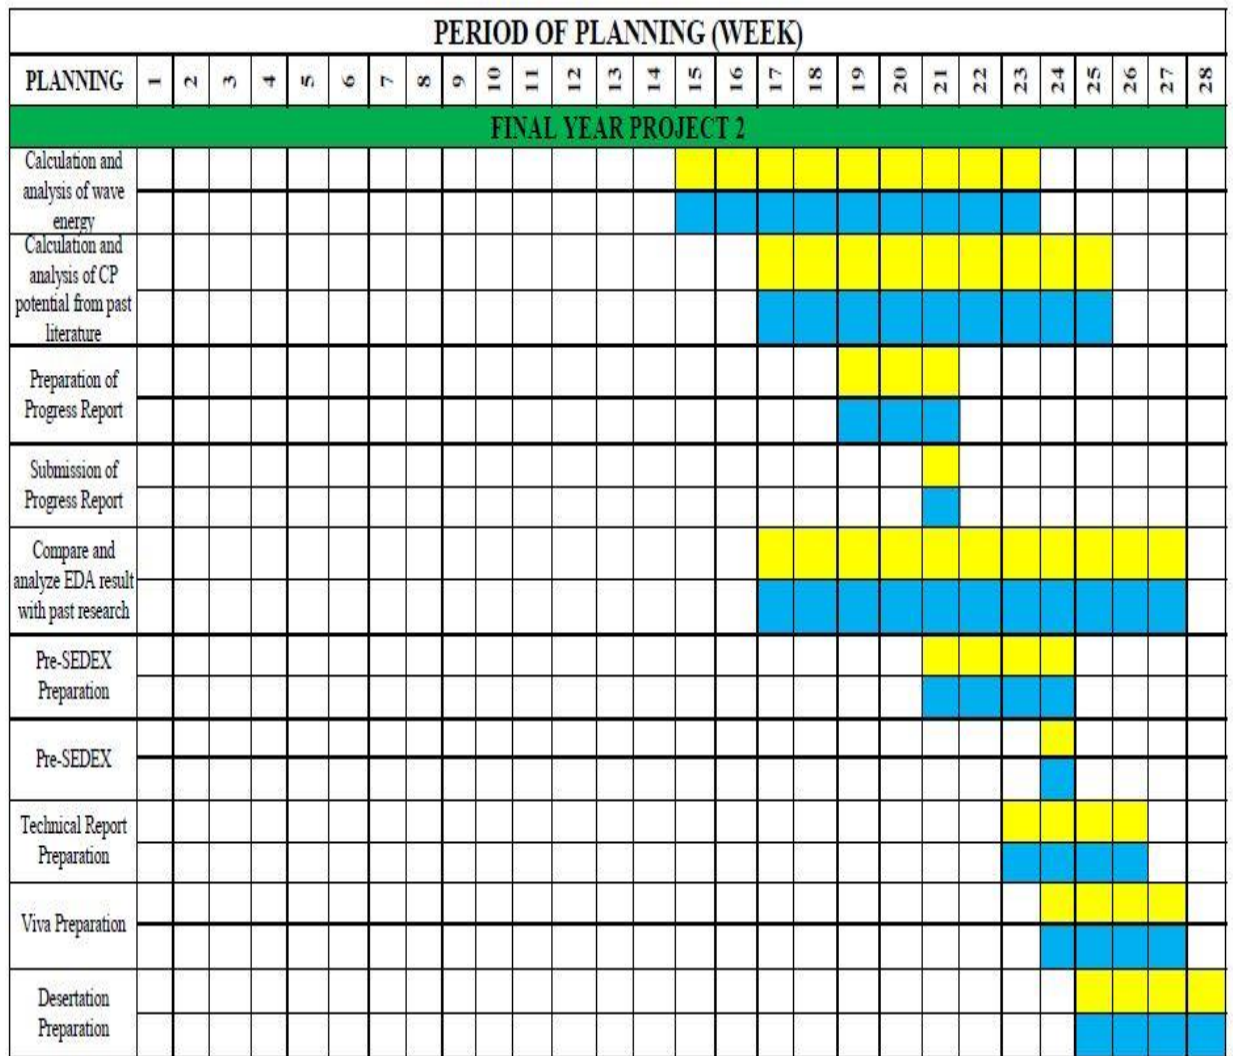 PERIOD OF PLANNING (WEEK)
PLANNING 1 2 3 4 5 6 7 8 9 10 11 12 13 14 15 16 17 18 19 20 21 22 23 24 25 26 27 28
FINAL YEAR PROJECT 2
Calculation and
analysis of wave
energy
Calculation and
analysis of CP
potential from past
literature
Preparation of
Progress Report
Submission of
Progress Report
Compare and
analyze EDA result
with past research
Pre-SEDEX
Preparation
Pre-SEDEX
Technical Report
Preparation
Viva Preparation
Desertation
Preparation